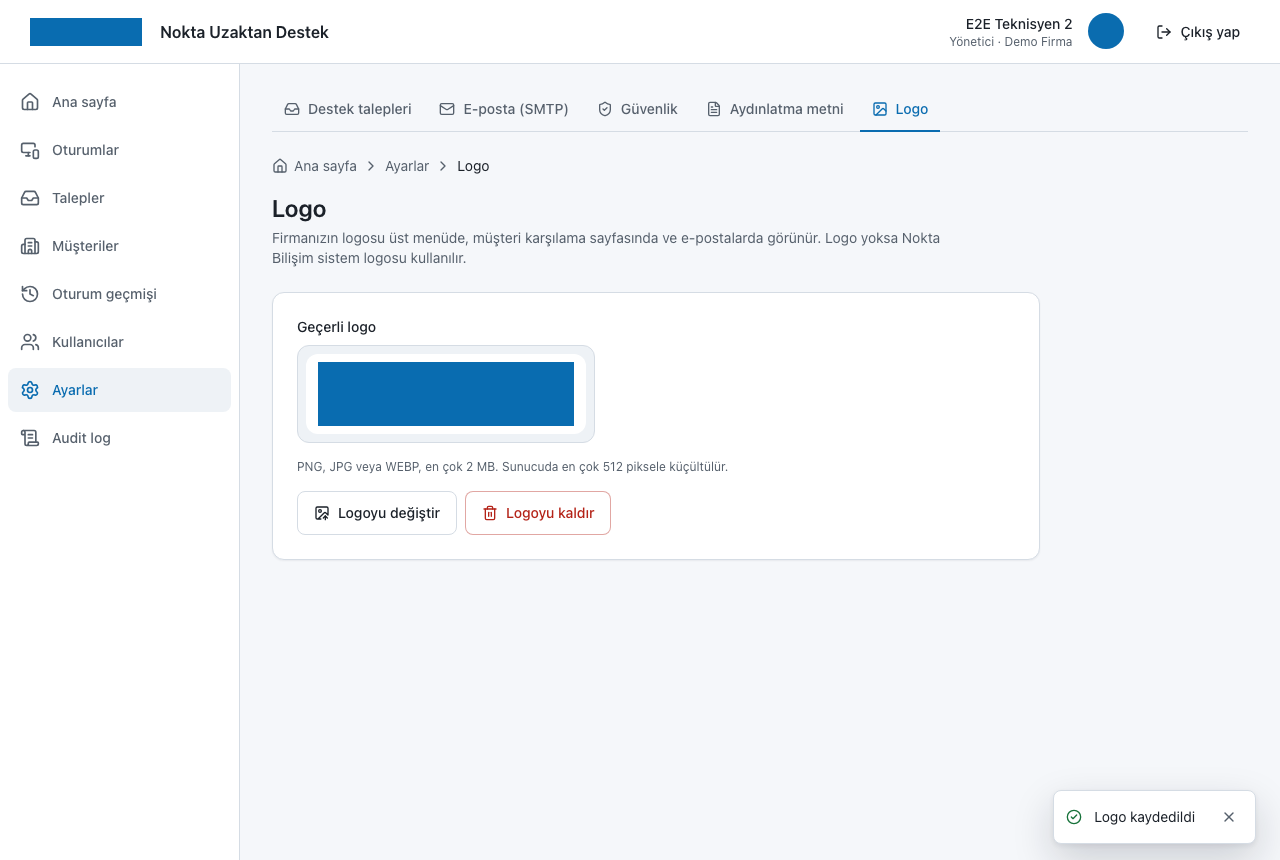 Nokta Uzaktan Destek
E2E Teknisyen 2
Yönetici · Demo Firma
Çıkış yap
Ana sayfa
Oturumlar
Talepler
Müşteriler
Oturum geçmişi
Kullanıcılar
Ayarlar
Audit log
Destek talepleri
E-posta (SMTP)
Güvenlik
Aydınlatma metni
Logo
Ana sayfa > Ayarlar > Logo
Logo
Firmanızın logosu üst menüde, müşteri karşılama sayfasında ve e-postalarda görünür. Logo yoksa Nokta
Bilişim sistem logosu kullanılır.
Geçerli logo
PNG, JPG veya WEBP, en çok 2 MB. Sunucuda en çok 512 piksele küçültülür.
Logoyu değiştir
Logoyu kaldır
Logo kaydedildi